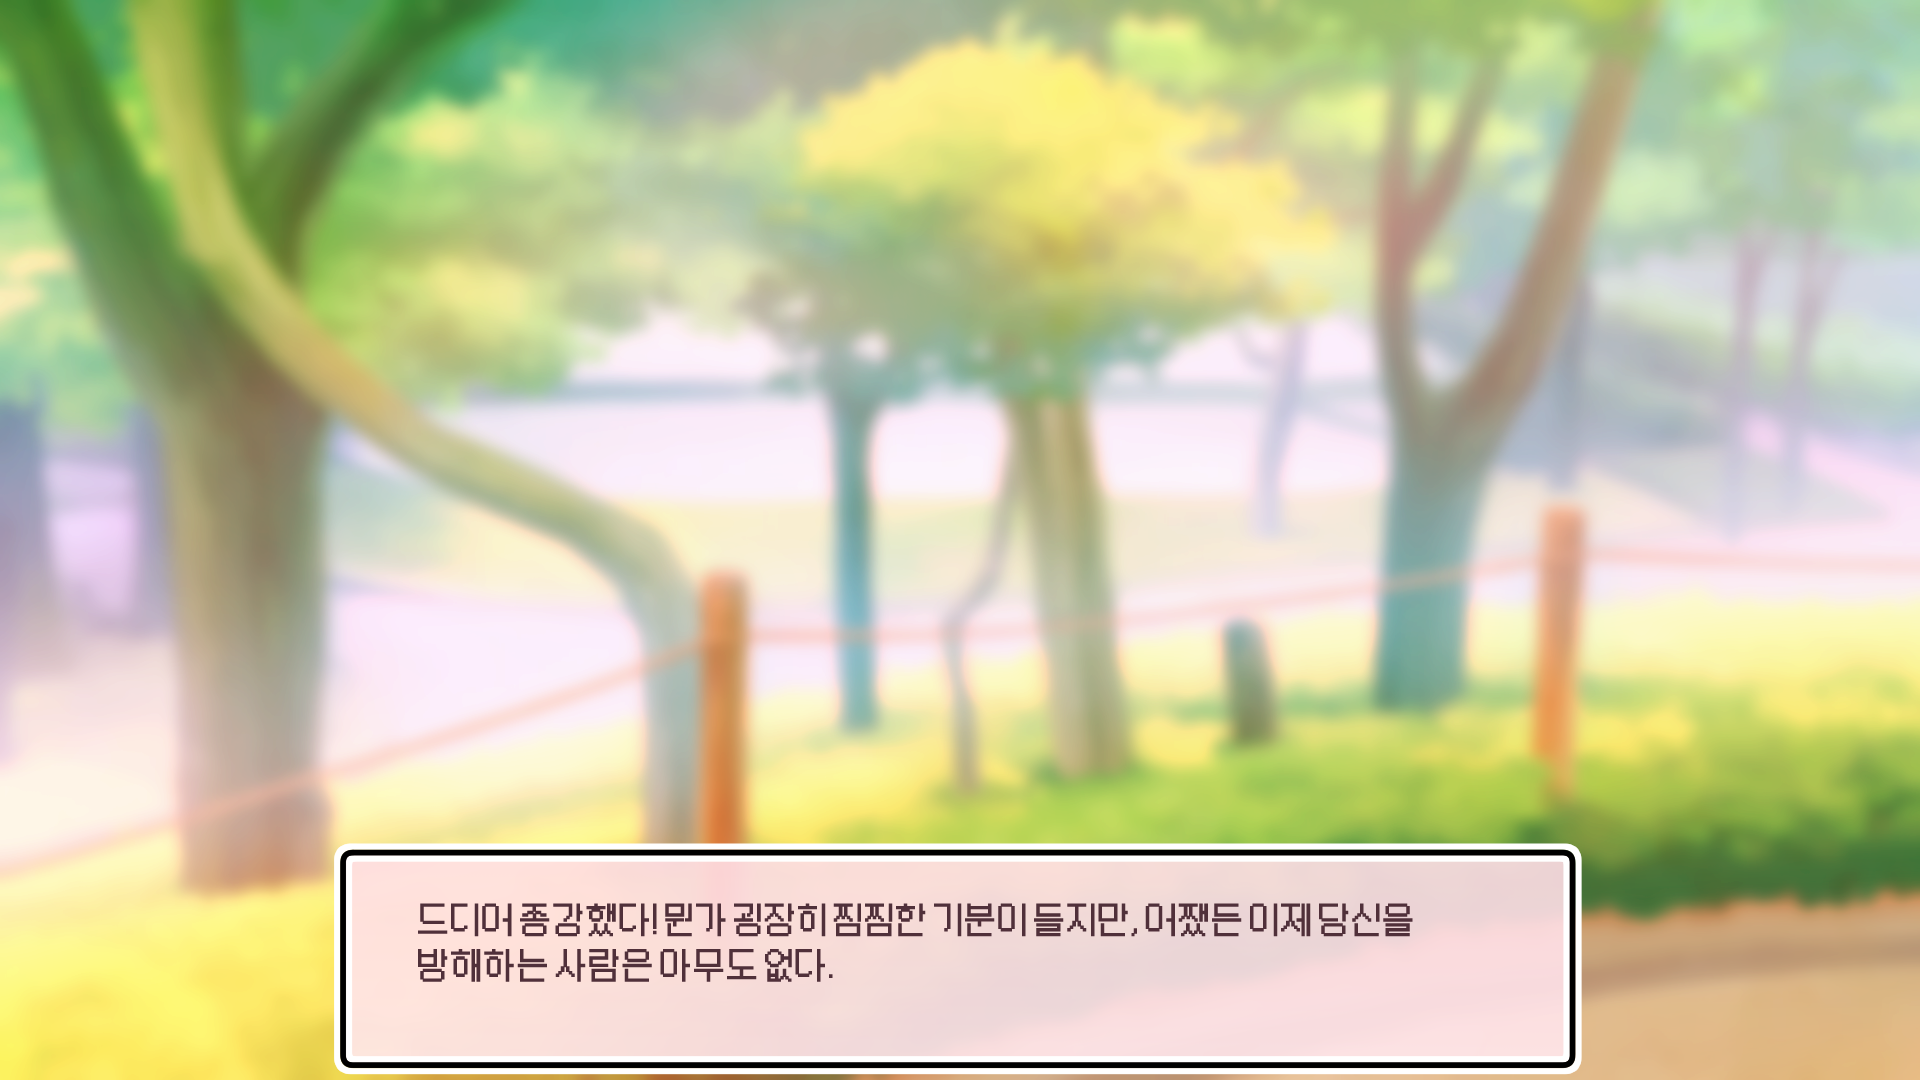 드디어 종강했다! 뭔가 굉장히 찜찜한 기분이 들지만, 어쨌든 이제 당신을
방해하는 사람은 아무도 없다.